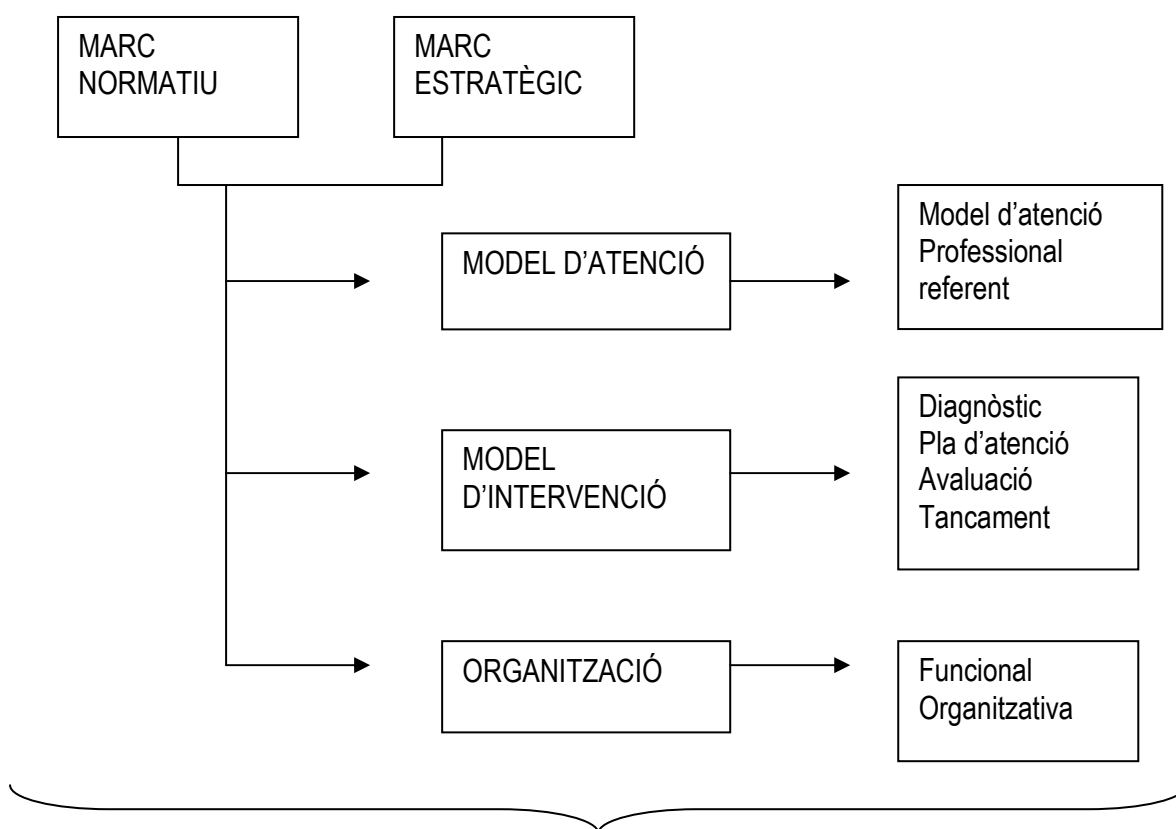 MARC
NORMATIU
MARC
ESTRATÈGIC
MODEL D’ATENCIÓ
Model d’atenció
Professional
referent
MODEL
D’INTERVENCIÓ
Diagnòstic
Pla d’atenció
Avaluació
Tancament
ORGANITZACIÓ
Funcional
Organitzativa